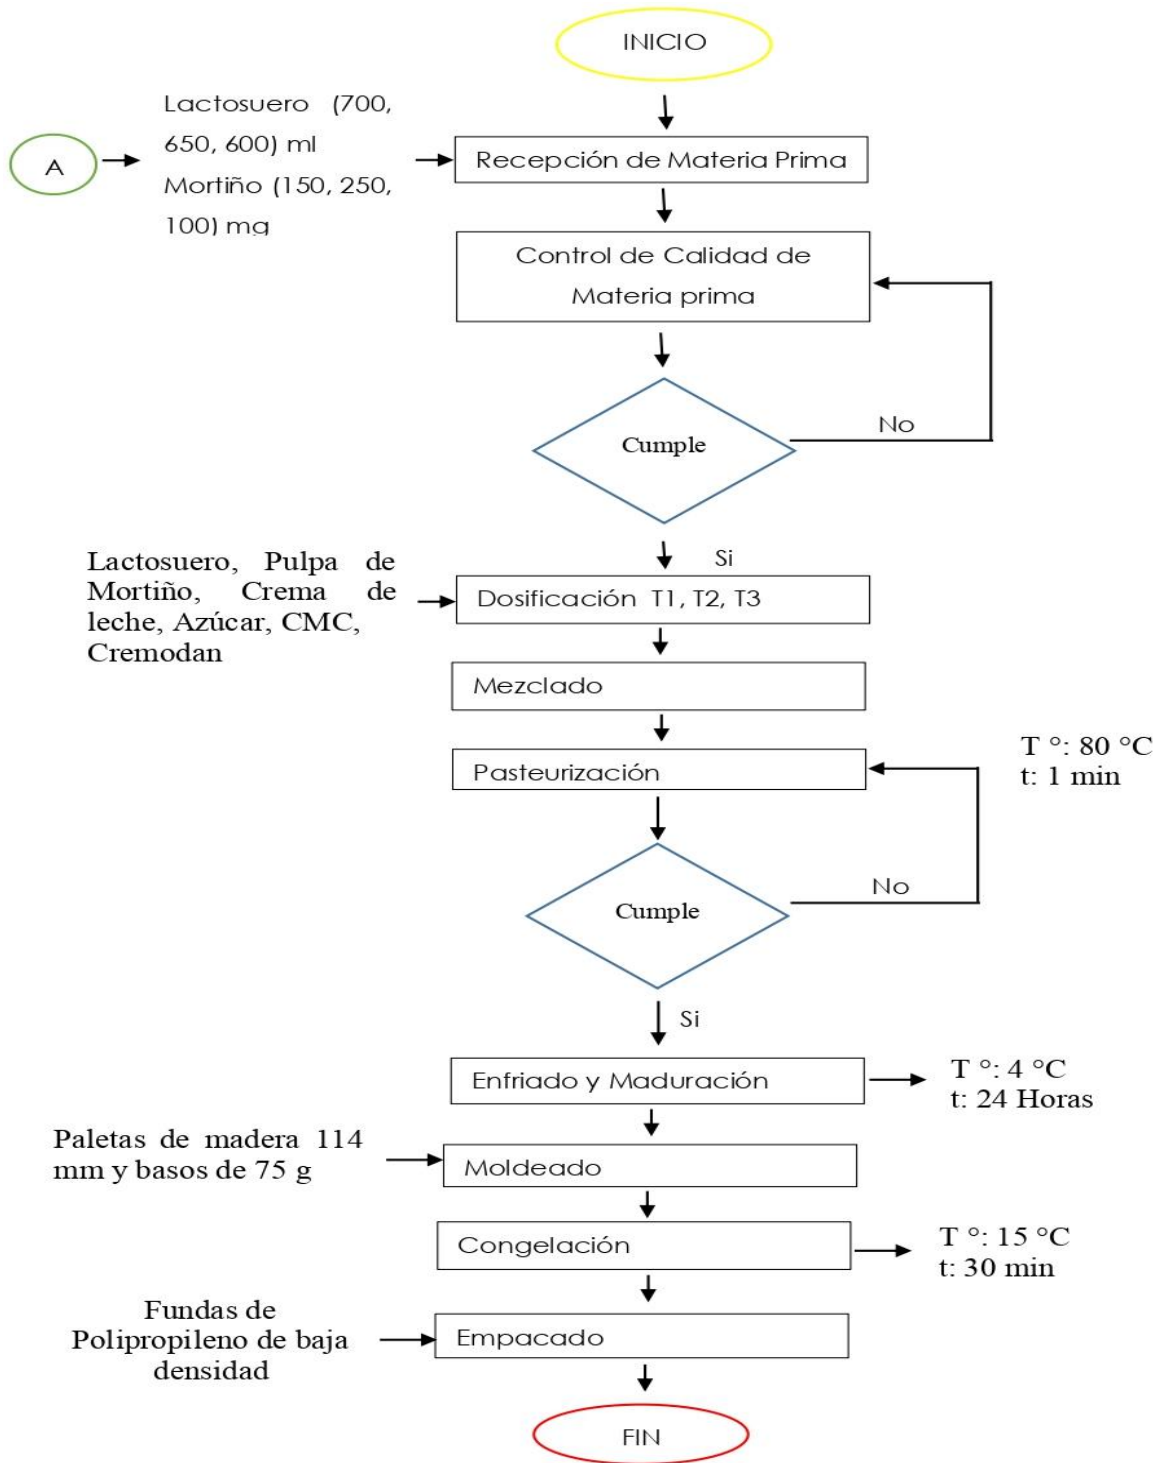 INICIO
Lactosuero (700,
650, 600) ml
Mortiño (150, 250,
100) mg
A
Recepción de Materia Prima
Control de Calidad de
Materia prima
Cumple
No
Si
Lactosuero, Pulpa de
Mortiño, Crema de
leche, Azúcar, CMC,
Cremodan
Dosificación T1, T2, T3
Mezclado
Pasteurización
T °: 80 °C
t: 1 min
Cumple
No
Si
Enfriado y Maduración
T °: 4 °C
t: 24 Horas
Paletas de madera 114
mm y basos de 75 g
Moldeado
Congelación
T °: 15 °C
t: 30 min
Fundas de
Polipropileno de baja
densidad
Empacado
FIN